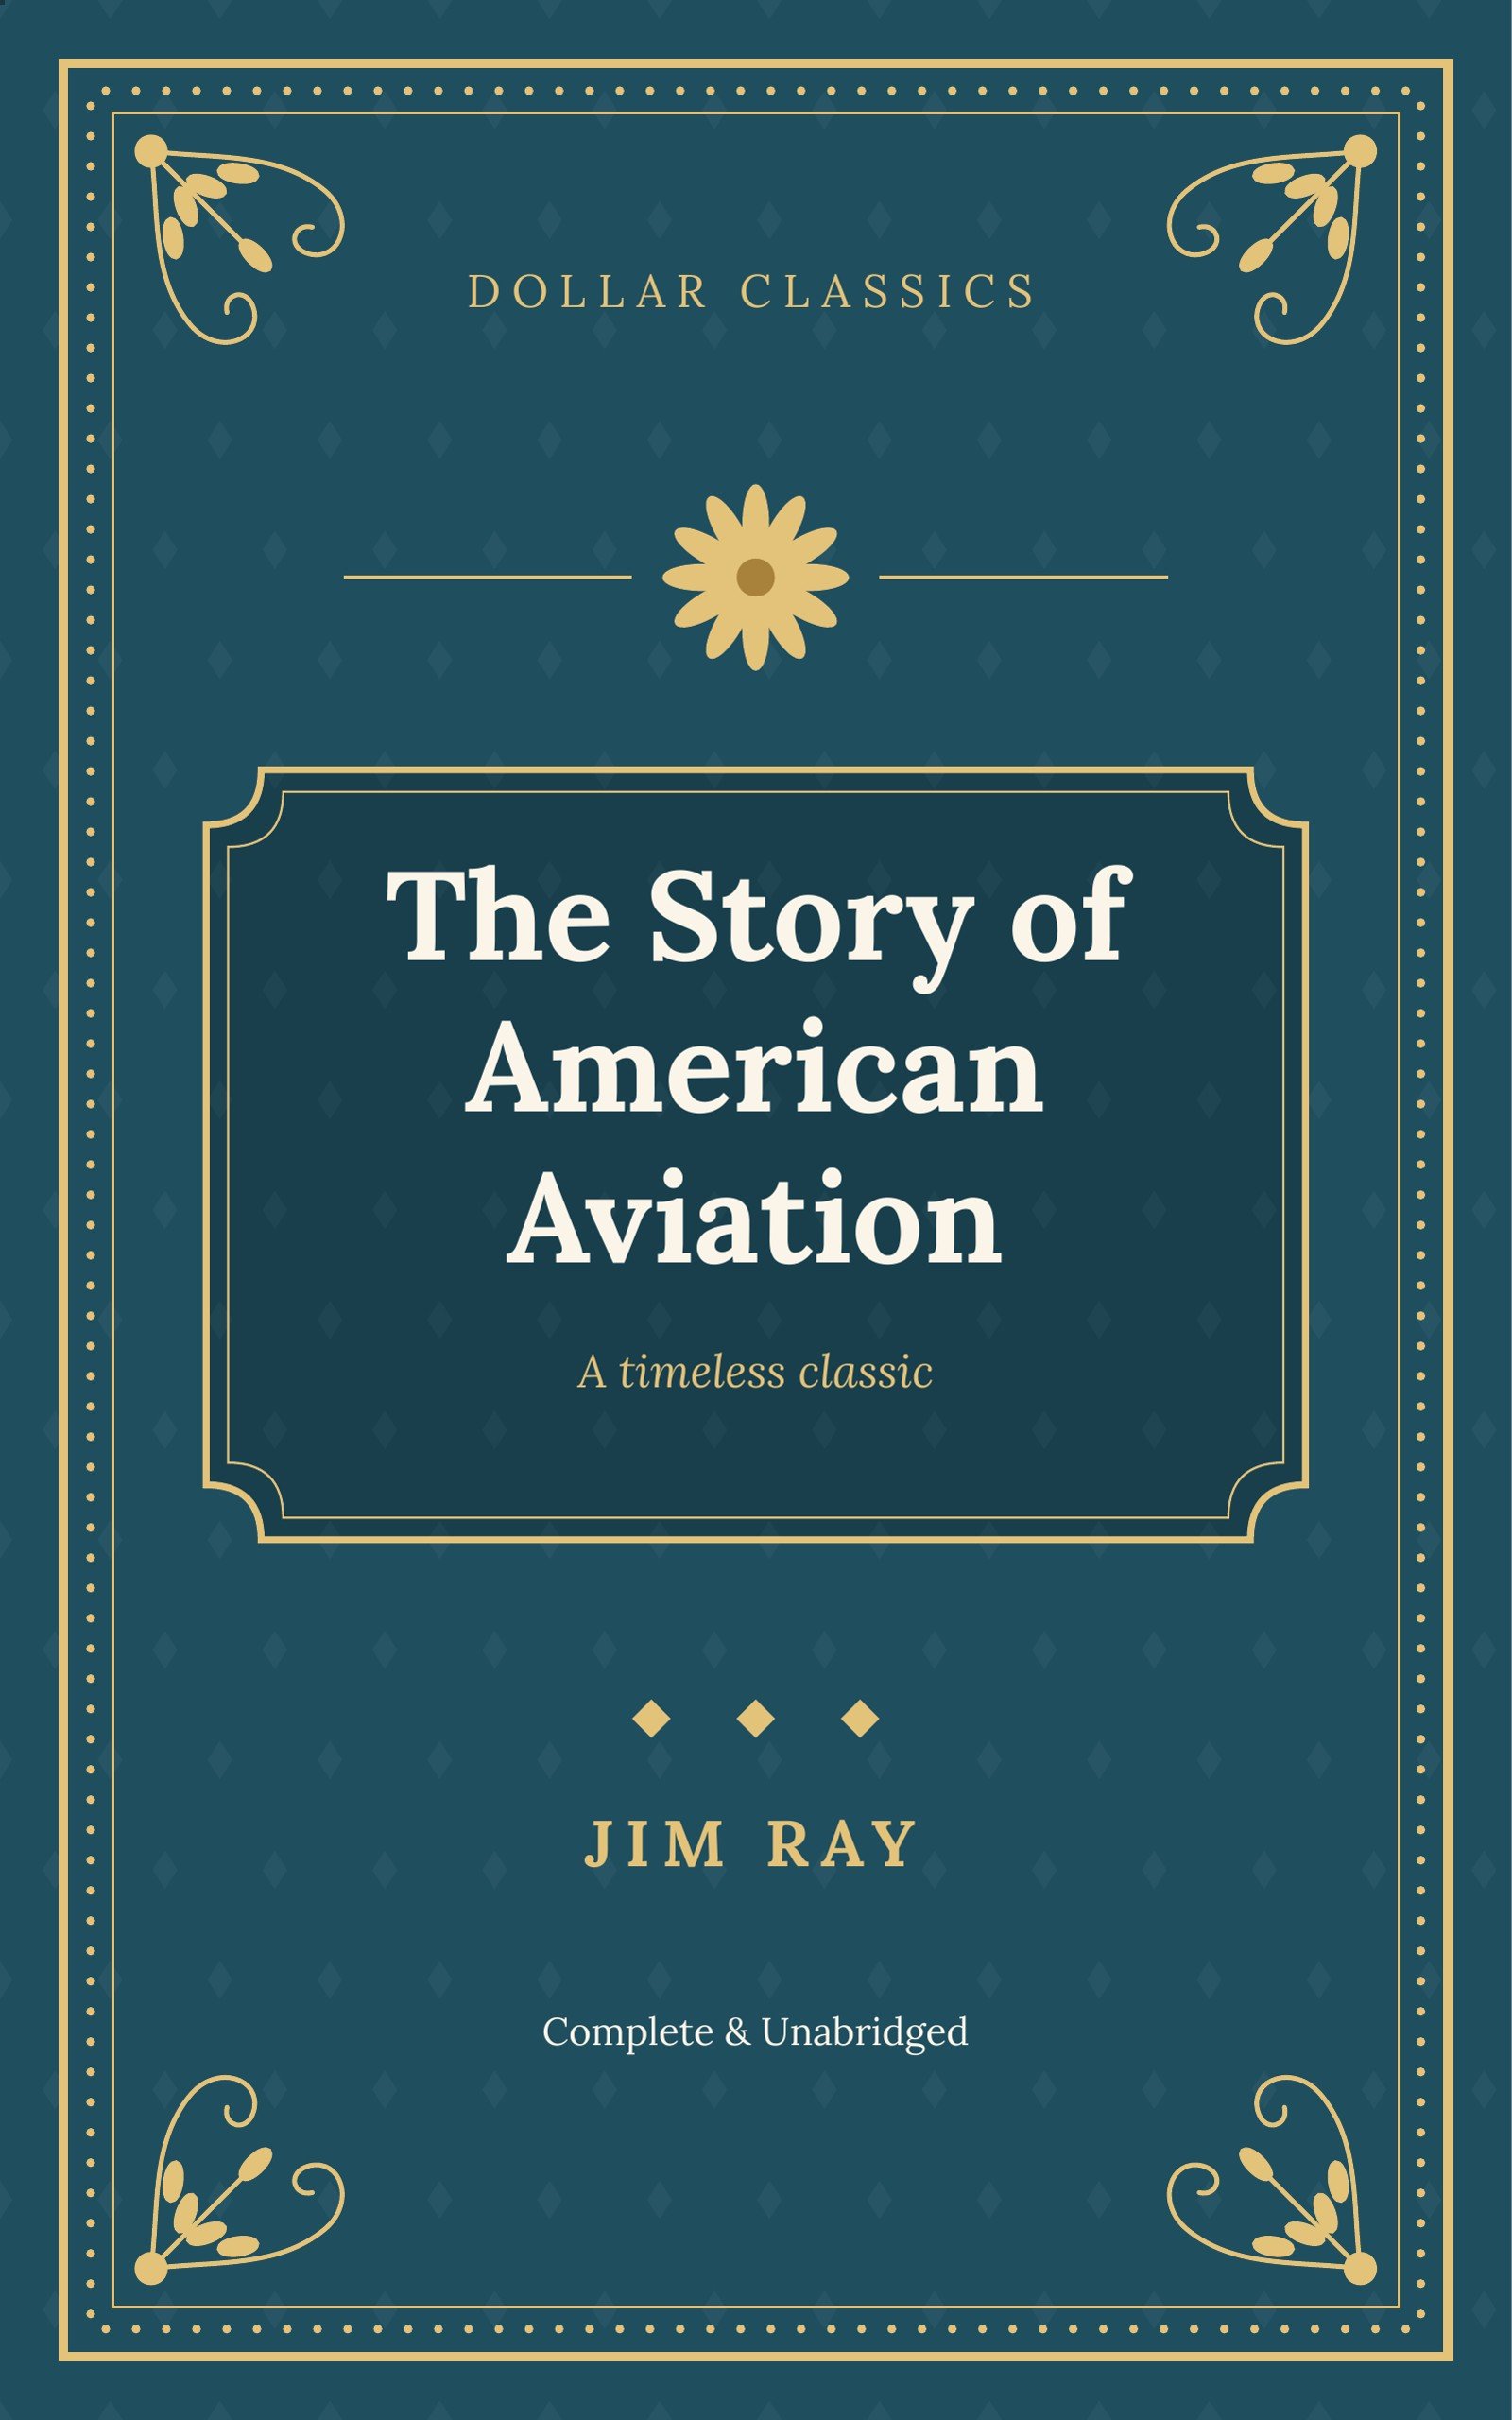 DOLLAR CLASSICS
The Story of
American
Aviation
A timeless classic
JIM RAY
Complete & Unabridged